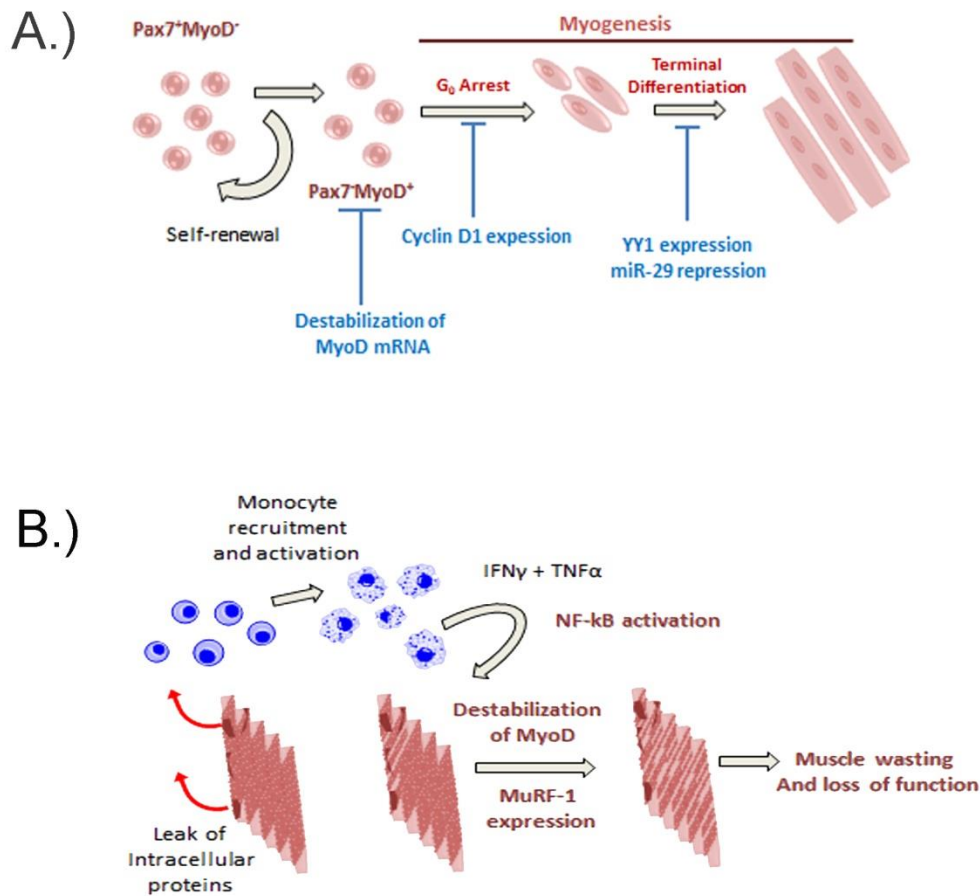 A.)
Pax7⁺MyoD⁻
Myogenesis
G₀ Arrest
Terminal
Differentiation
Self-renewal
Pax7⁻MyoD⁺
Cyclin D1 expession
YY1 expression
miR-29 repression
Destabilization of
MyoD mRNA
B.)
Monocyte
recruitment
and activation
IFNγ + TNFα
NF-kB activation
Destabilization
of MyoD
MuRF-1
expression
Muscle wasting
And loss of function
Leak of
Intracellular
proteins